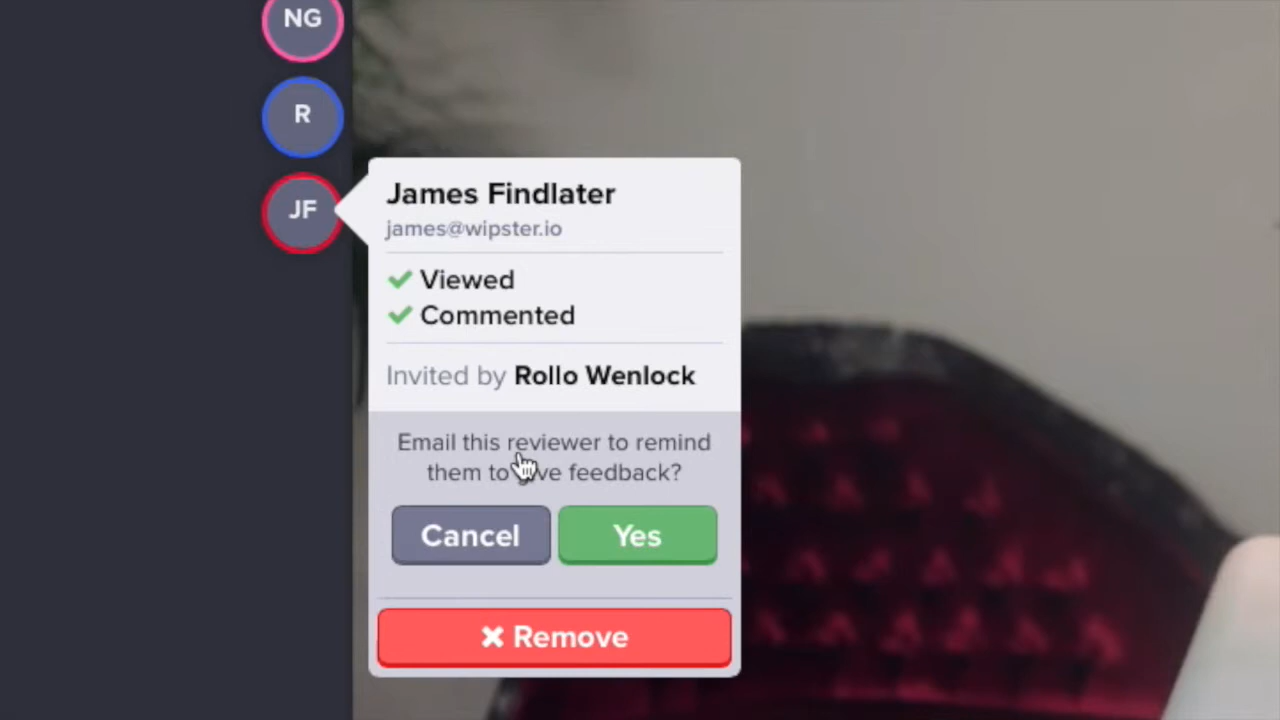 NG
R
JF
James Findlater
james@wipster.io
Viewed
Commented
Invited by Rollo Wenlock
Email this reviewer to remind
them to give feedback?
Cancel
Yes
Remove